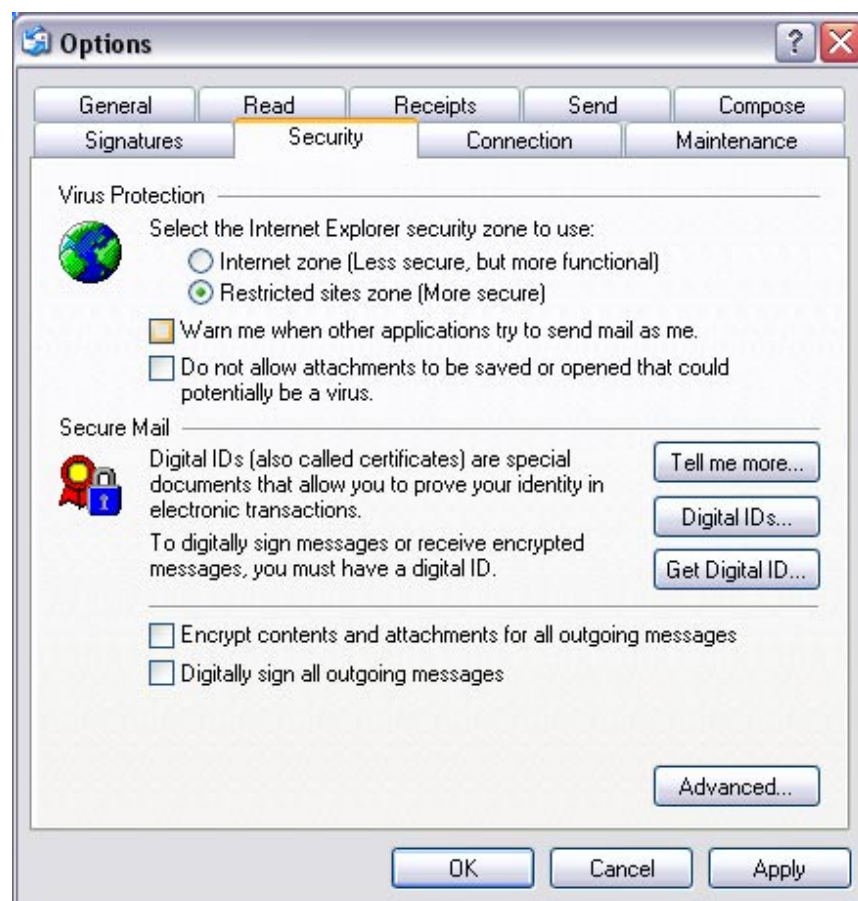 Options
General Read Receipts Send Compose
Signatures Security Connection Maintenance
Virus Protection
Select the Internet Explorer security zone to use:
Internet zone (Less secure, but more functional)
Restricted sites zone (More secure)
Warn me when other applications try to send mail as me.
Do not allow attachments to be saved or opened that could
potentially be a virus.
Secure Mail
Digital IDs (also called certificates) are special
documents that allow you to prove your identity in
electronic transactions.
Tell me more...
Digital IDs...
To digitally sign messages or receive encrypted
messages, you must have a digital ID.
Get Digital ID...
Encrypt contents and attachments for all outgoing messages
Digitally sign all outgoing messages
Advanced...
OK Cancel Apply